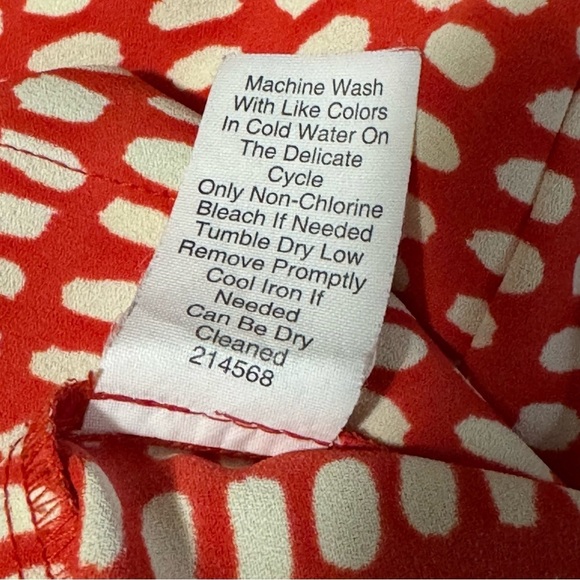 Machine Wash
With Like Colors
In Cold Water On
The Delicate
Cycle
Only Non-Chlorine
Bleach If Needed
Tumble Dry Low
Remove Promptly
Cool Iron If
Needed
Can Be Dry
Cleaned
214568